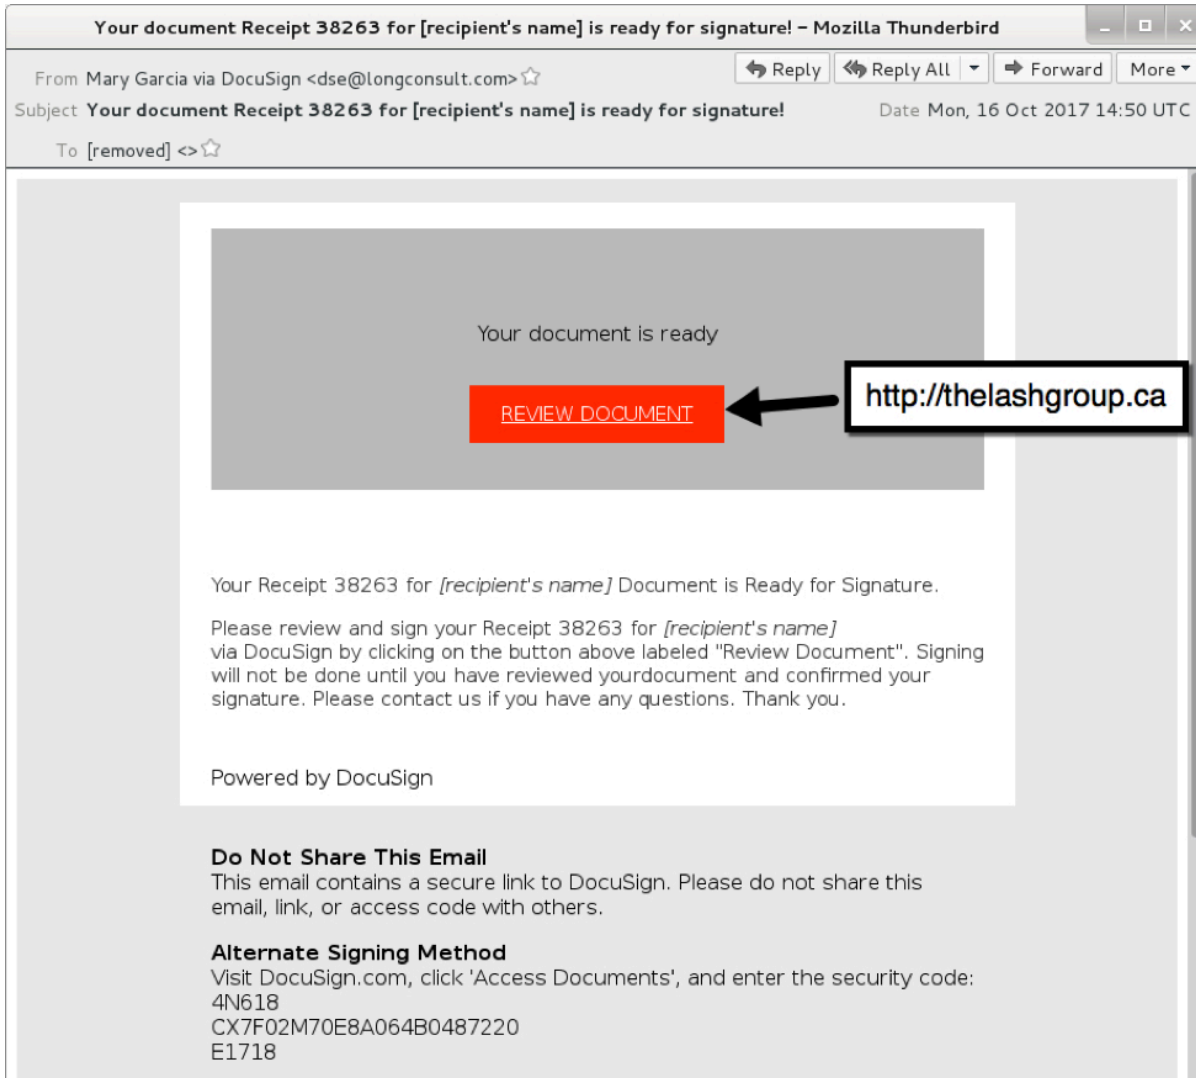 Your document Receipt 38263 for [recipient's name] is ready for signature! – Mozilla Thunderbird
From Mary Garcia via DocuSign <dse@longconsult.com>
Reply Reply All Forward More
Subject Your document Receipt 38263 for [recipient's name] is ready for signature! Date Mon, 16 Oct 2017 14:50 UTC
To [removed] <>
Your document is ready
REVIEW DOCUMENT
http://thelashgroup.ca
Your Receipt 38263 for [recipient's name] Document is Ready for Signature.
Please review and sign your Receipt 38263 for [recipient's name]
via DocuSign by clicking on the button above labeled "Review Document". Signing
will not be done until you have reviewed yourdocument and confirmed your
signature. Please contact us if you have any questions. Thank you.
Powered by DocuSign
Do Not Share This Email
This email contains a secure link to DocuSign. Please do not share this
email, link, or access code with others.
Alternate Signing Method
Visit DocuSign.com, click 'Access Documents', and enter the security code:
4N618
CX7F02M70E8A064B0487220
E1718